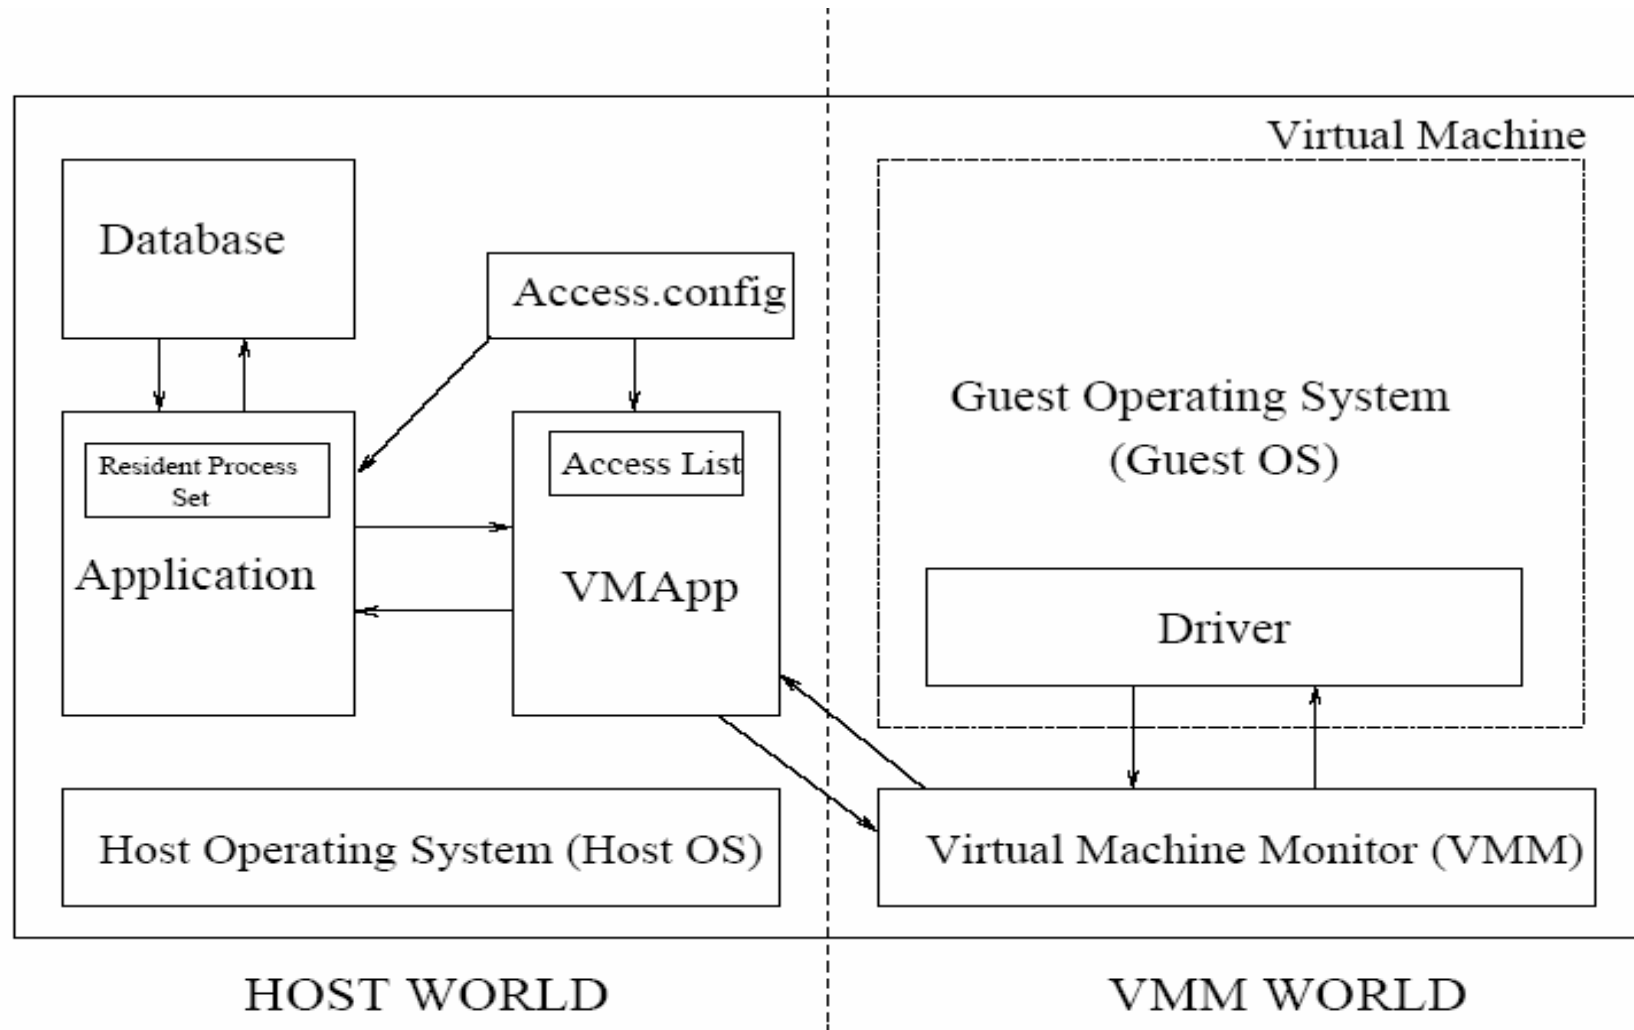 Virtual Machine
Database
Access.config
Guest Operating System
(Guest OS)
Resident Process
Set
Access List
Application
VMApp
Driver
Host Operating System (Host OS)
Virtual Machine Monitor (VMM)
HOST WORLD
VMM WORLD